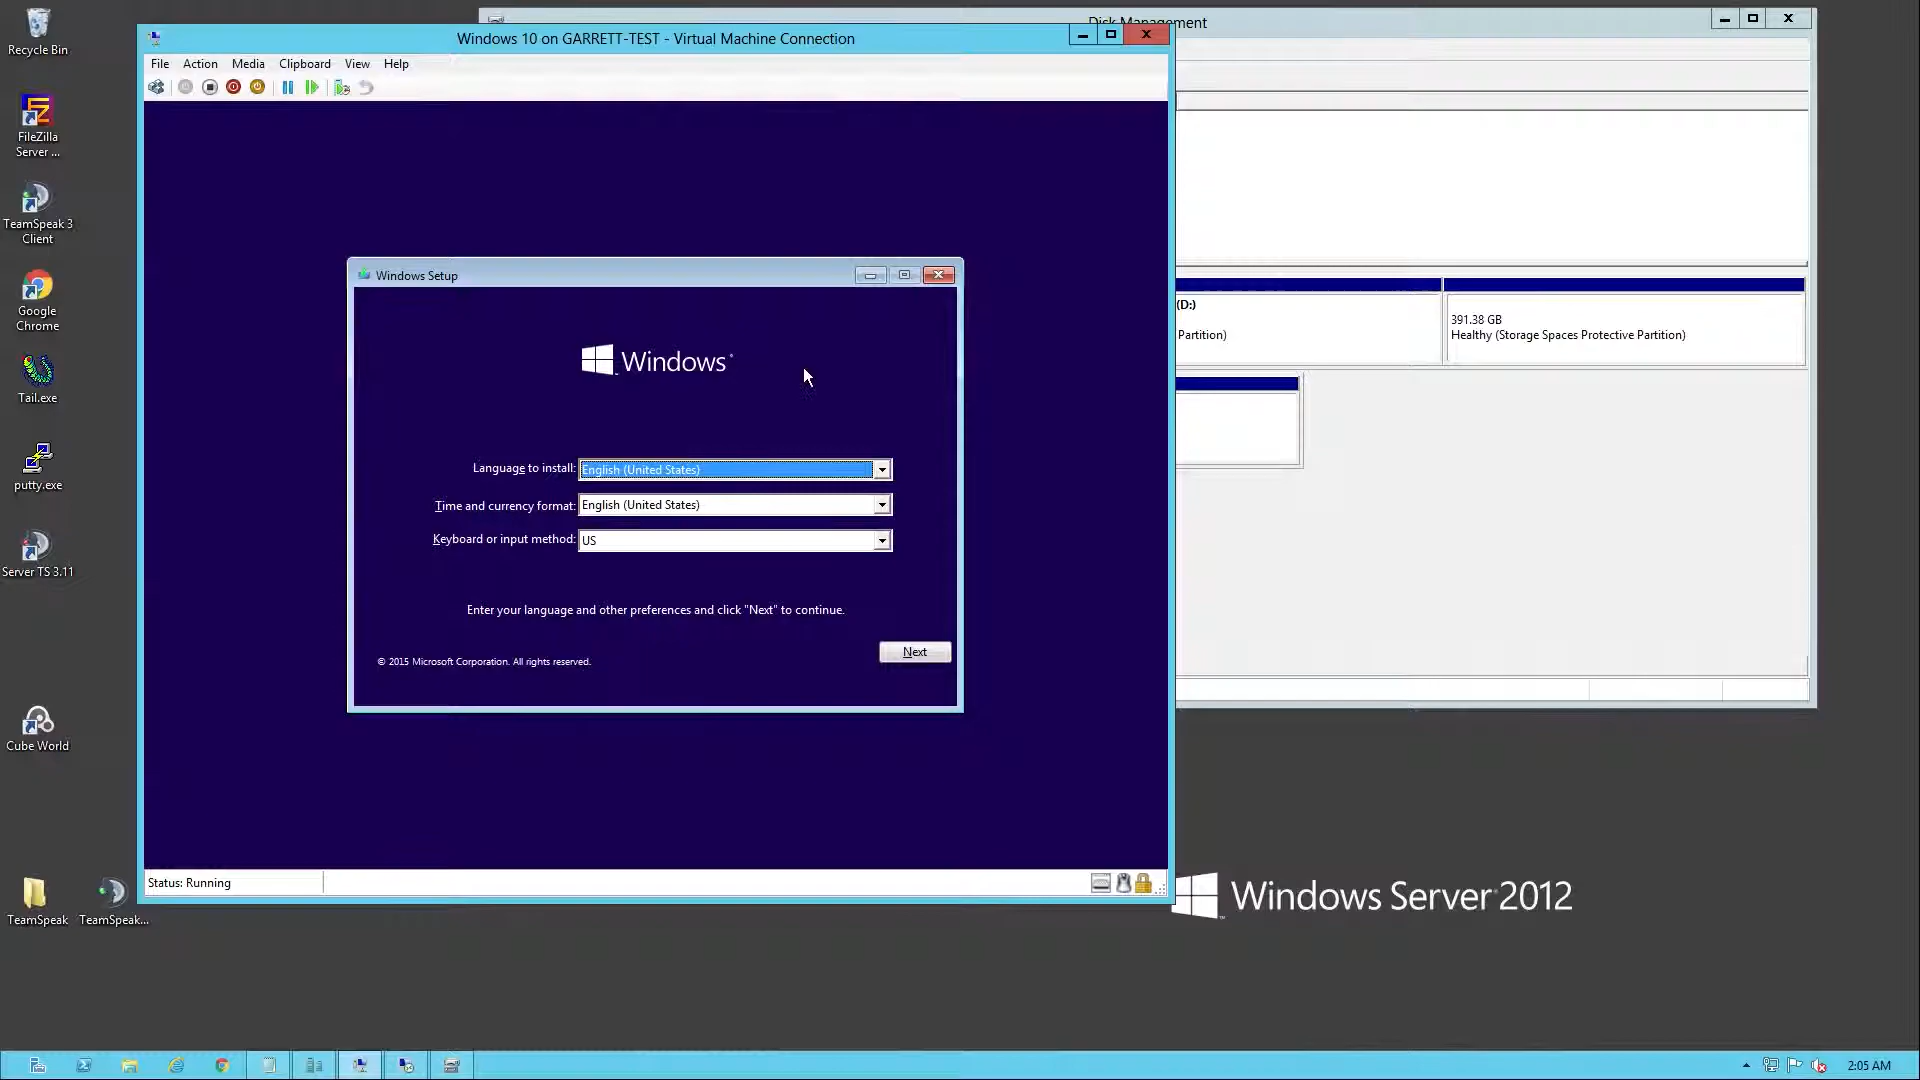 Recycle Bin
FileZilla
Server ...
TeamSpeak 3
Client
Google
Chrome
Tail.exe
putty.exe
Server TS 3.11
Cube World
TeamSpeak
TeamSpeak...
Disk Management
Windows 10 on GARRETT-TEST - Virtual Machine Connection
File Action Media Clipboard View Help
Windows Setup
Windows
Language to install: English (United States)
Time and currency format: English (United States)
Keyboard or input method: US
Enter your language and other preferences and click "Next" to continue.
Next
© 2015 Microsoft Corporation. All rights reserved.
Status: Running
(D:)
Partition)
391.38 GB
Healthy (Storage Spaces Protective Partition)
Windows Server 2012
2:05 AM